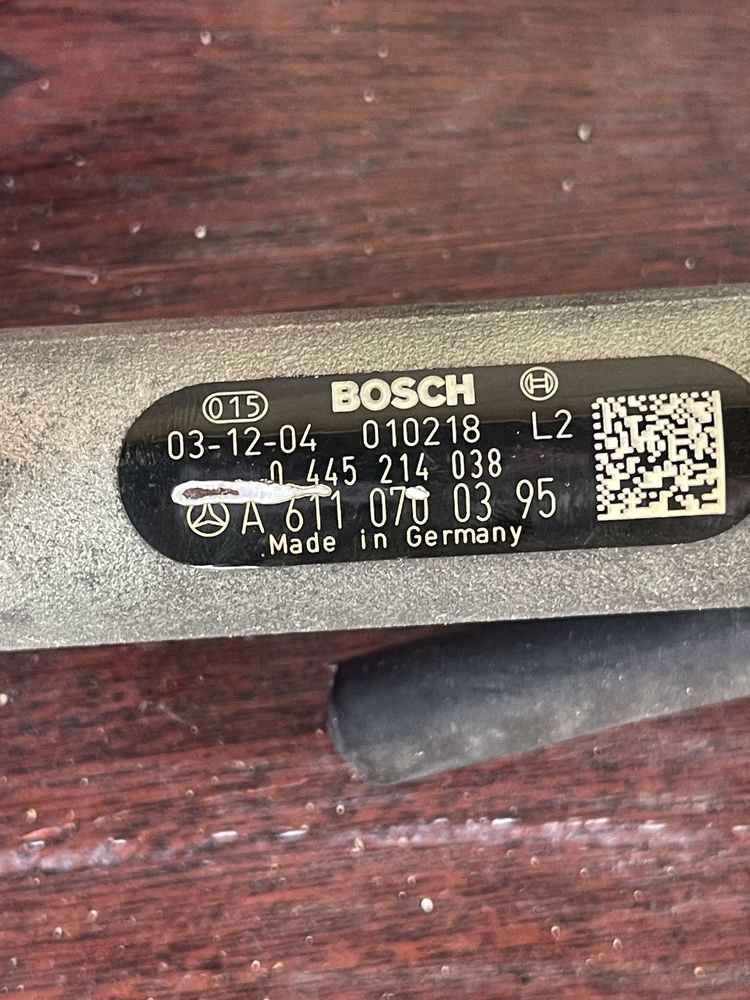 015 BOSCH
03-12-04 010218 L2
0 445 214 038
A 611 070 03 95
Made in Germany